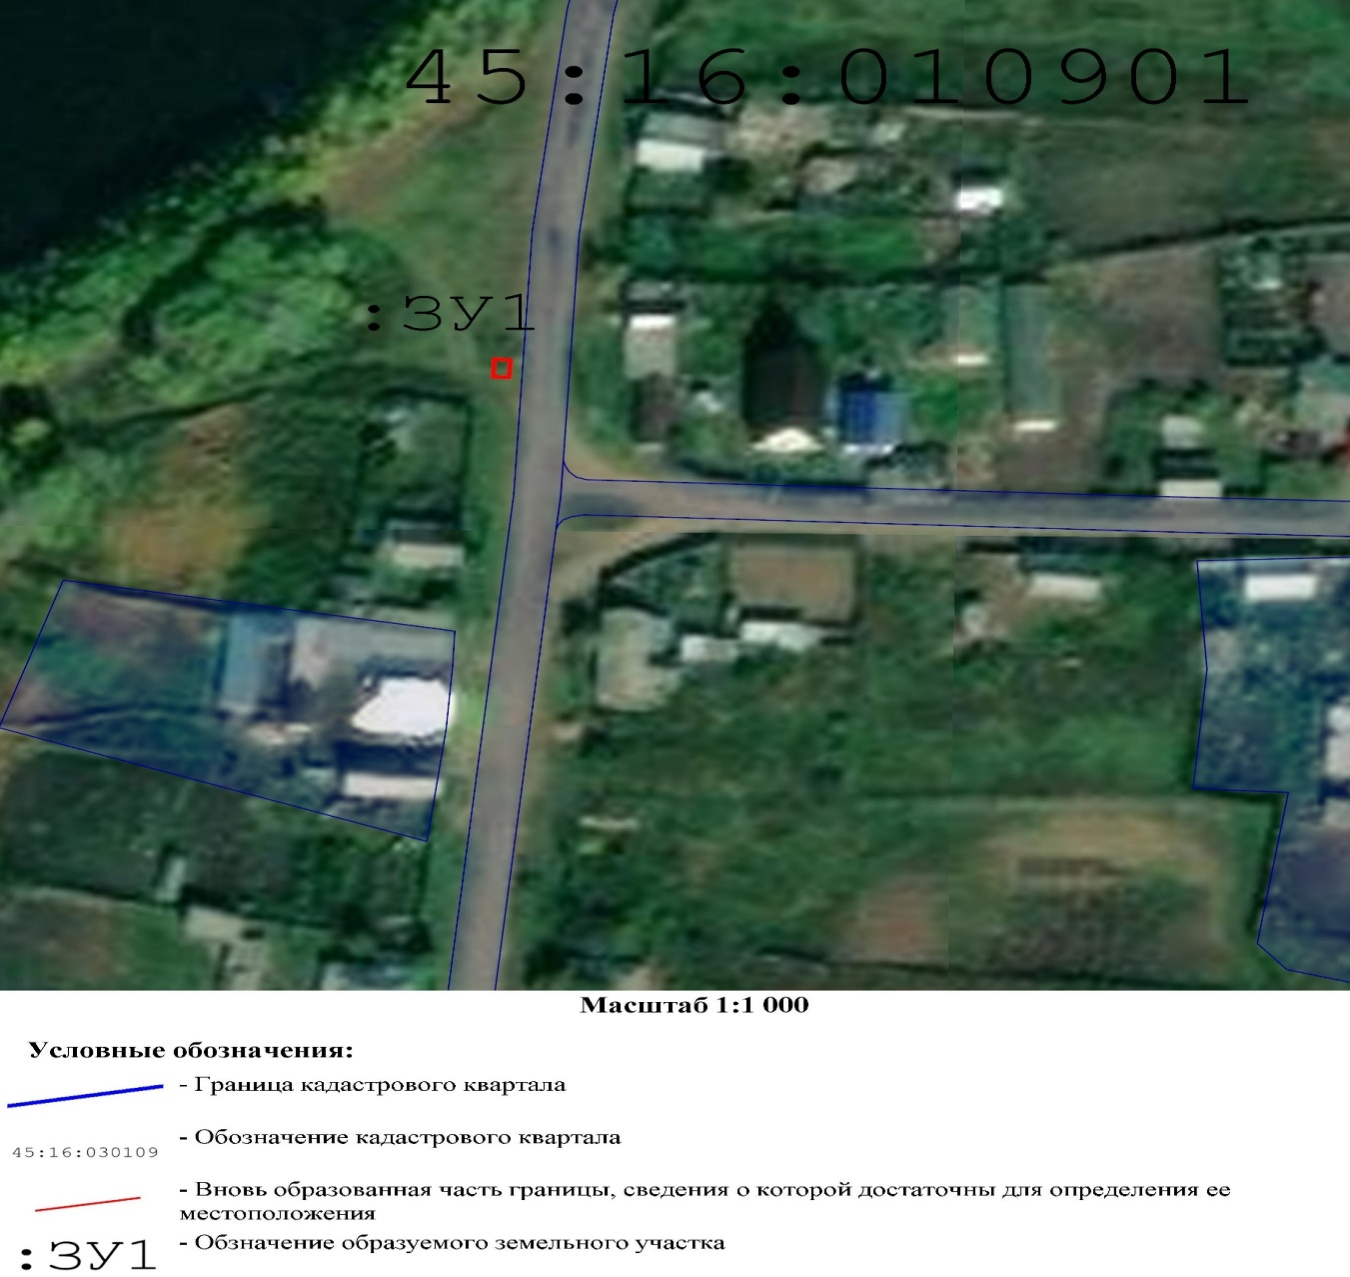 45:16:010901
:ЗУ1
Масштаб 1:1 000
Условные обозначения:
- Граница кадастрового квартала
45:16:030109
- Обозначение кадастрового квартала
- Вновь образованная часть границы, сведения о которой достаточны для определения ее
местоположения
:ЗУ1
- Обзначение образуемого земельного участка